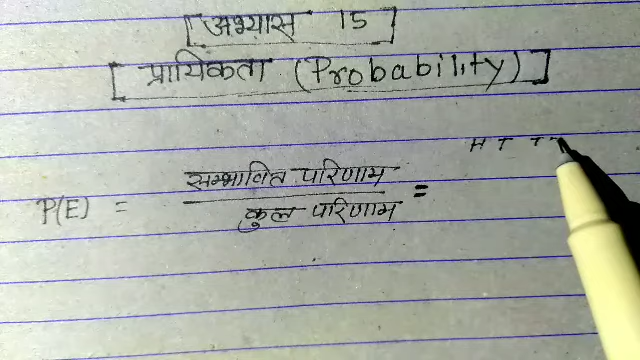 [अभ्यास 15]
[प्रायिकता (Probability)]
H T T
P(E) = सम्भावित परिणाम / कुल परिणाम =